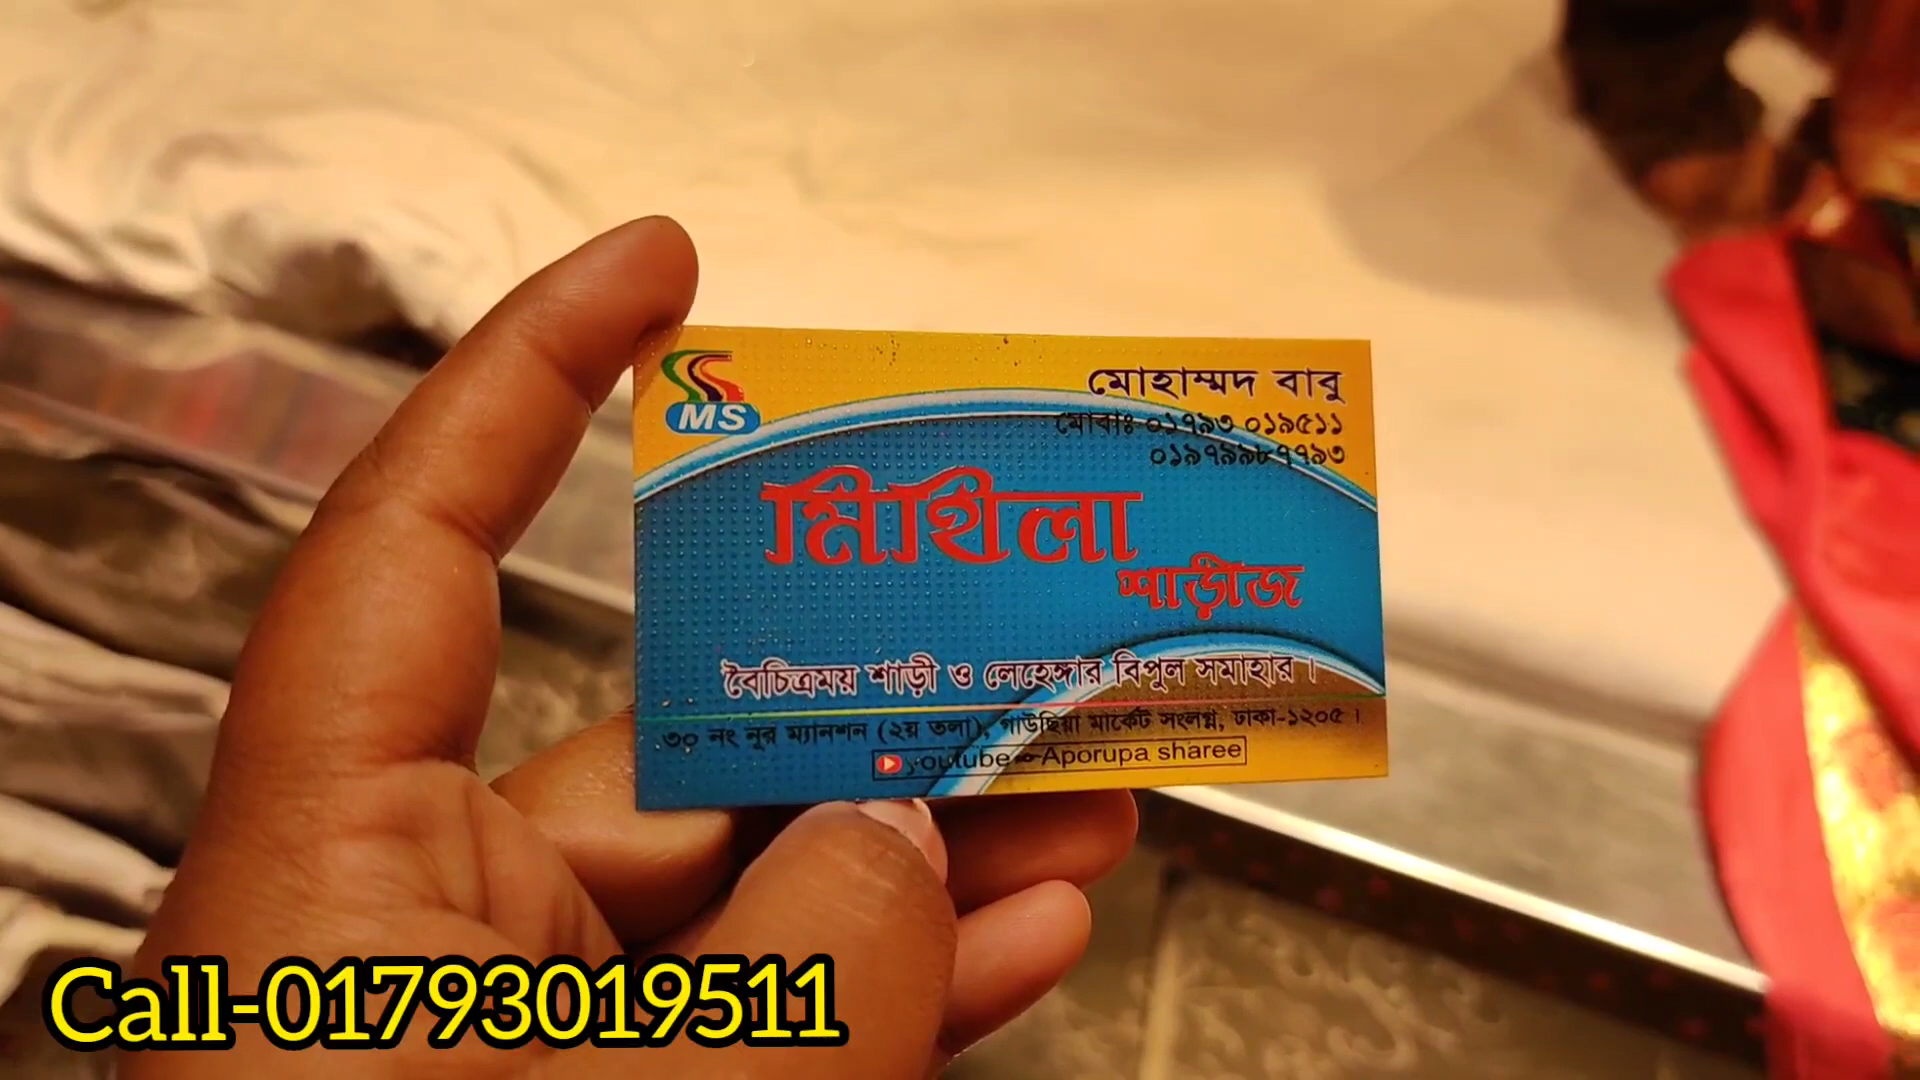 MS
মোহাম্মদ বাবু
মোবাঃ ০১৭৯৩ ০১৯৫১১
০১৯৭৯৯৮৭৭৯৩
মিথিলা
শাড়ীজ
বৈচিত্রময় শাড়ী ও লেহেঙ্গার বিপুল সমাহার।
৩০ নং নূর ম্যানশন (২য় তলা), গাউছিয়া মার্কেট সংলগ্ন, ঢাকা-১২০৫।
youtube - Aporupa sharee
Call-01793019511